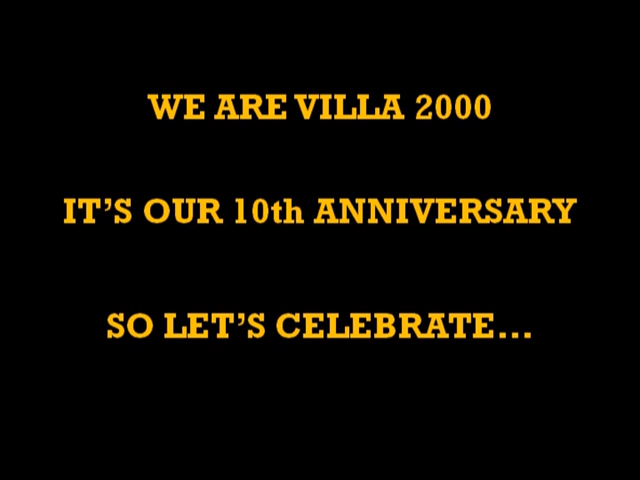 WE ARE VILLA 2000
IT’S OUR 10th ANNIVERSARY
SO LET’S CELEBRATE…